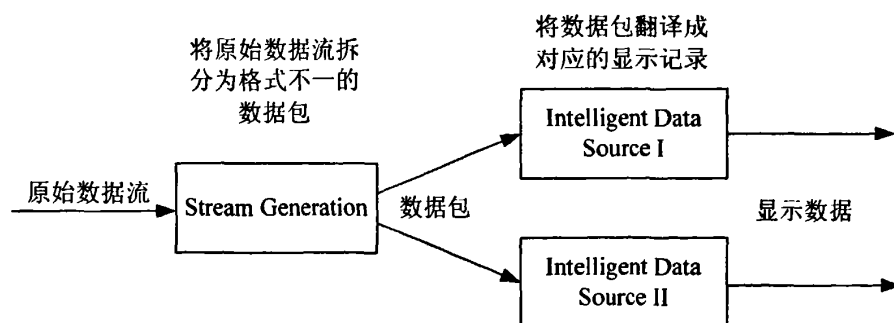 将原始数据流拆
分为格式不一的
数据包
将数据包翻译成
对应的显示记录
原始数据流
Stream Generation
数据包
Intelligent Data
Source I
显示数据
Intelligent Data
Source II